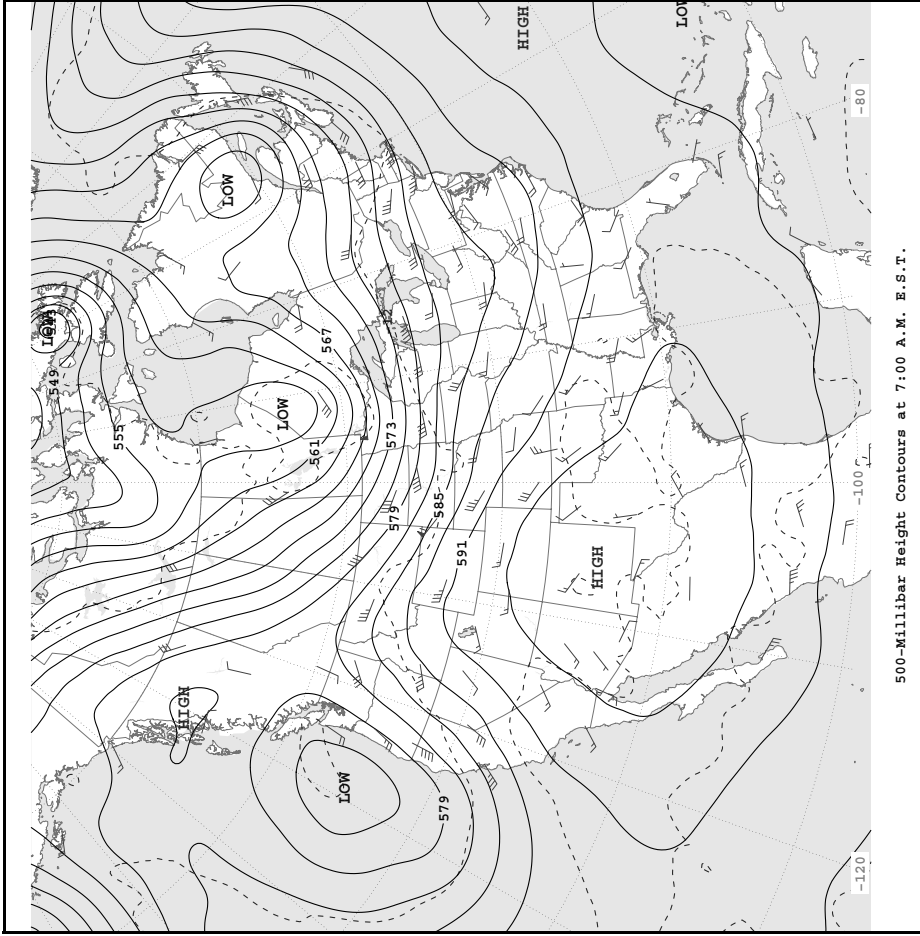 HIGH
LOW
-80
LOW
549
555
567
LOW
561
573
579
585
591
-100
HIGH
HIGH
LOW
579
-120
500-Millibar Height Contours at 7:00 A.M. E.S.T.